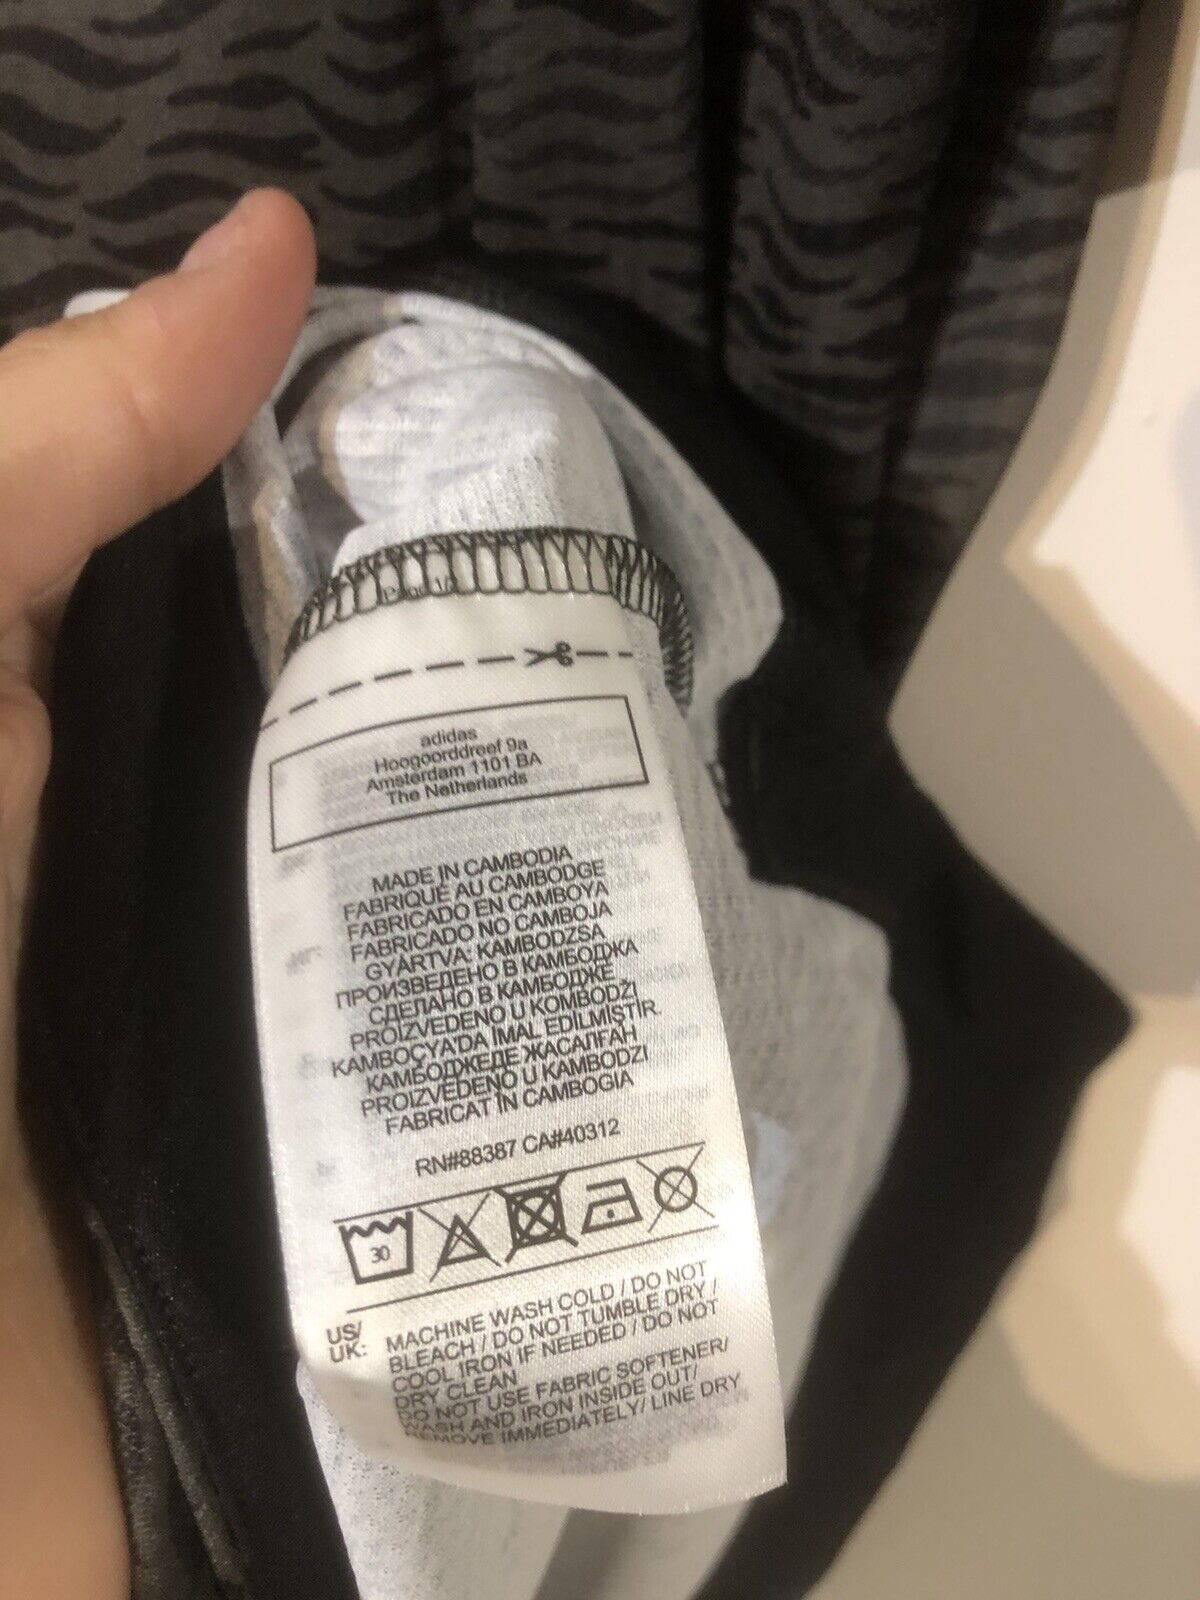 adidas
Hoogoorddreef 9a
Amsterdam 1101 BA
The Netherlands
MADE IN CAMBODIA
FABRIQUÉ AU CAMBODGE
FABRICADO EN CAMBOYA
FABRICADO NO CAMBOJA
GYÁRTVA: KAMBODZSA
ПРОИЗВЕДЕНО В КАМБОДЖА
СДЕЛАНО В КАМБОДЖЕ
PROIZVEDENO U KOMBODŽI
KAMBOÇYA'DA İMAL EDİLMİŞTİR
КАМБОДЖЕДЕ ЖАСАЛҒАН
PROIZVEDENO U KAMBODZI
FABRICAT ÎN CAMBOGIA
RN#88387 CA#40312
30
US/
UK:
MACHINE WASH COLD / DO NOT
BLEACH / DO NOT TUMBLE DRY /
COOL IRON IF NEEDED / DO NOT
DRY CLEAN
DO NOT USE FABRIC SOFTENER/
WASH AND IRON INSIDE OUT/
REMOVE IMMEDIATELY/ LINE DRY